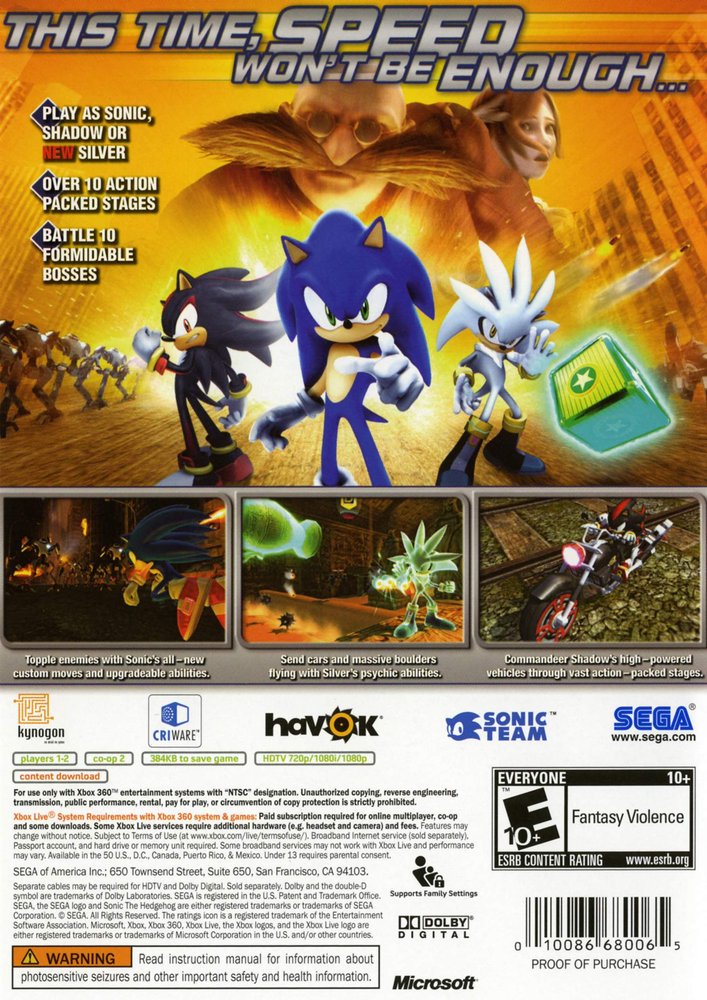 THIS TIME, SPEED
WON'T BE ENOUGH...
PLAY AS SONIC,
SHADOW OR
NEW SILVER
OVER 10 ACTION
PACKED STAGES
BATTLE 10
FORMIDABLE
BOSSES
Topple enemies with Sonic's all-new
custom moves and upgradeable abilities.
Send cars and massive boulders
flying with Silver's psychic abilities.
Commandeer Shadow's high-powered
vehicles through vast action-packed stages.
kynogon
CRIWARE™
havok™
SONIC
TEAM™
SEGA®
www.sega.com
players 1-2
co-op 2
384KB to save game
HDTV 720p/1080i/1080p
content download
For use only with Xbox 360™ entertainment systems with "NTSC" designation. Unauthorized copying, reverse engineering,
transmission, public performance, rental, pay for play, or circumvention of copy protection is strictly prohibited.
Xbox Live® System Requirements with Xbox 360 system & games: Paid subscription required for online multiplayer, co-op
and some downloads. Some Xbox Live services require additional hardware (e.g. headset and camera) and fees. Features may
change without notice. Subject to Terms of Use (at www.xbox.com/live/termsofuse/). Broadband Internet service (sold separately),
Passport account, and hard drive or memory unit required. Some broadband services may not work with Xbox Live and performance
may vary. Available in the 50 U.S., D.C., Canada, Puerto Rico, & Mexico. Under 13 requires parental consent.
SEGA of America Inc.; 650 Townsend Street, Suite 650, San Francisco, CA 94103.
Separate cables may be required for HDTV and Dolby Digital. Sold separately. Dolby and the double-D
symbol are trademarks of Dolby Laboratories. SEGA is registered in the U.S. Patent and Trademark Office.
SEGA, the SEGA logo and Sonic The Hedgehog are either registered trademarks or trademarks of SEGA
Corporation. © SEGA. All Rights Reserved. The ratings icon is a registered trademark of the Entertainment
Software Association. Microsoft, Xbox, Xbox 360, Xbox Live, the Xbox logos, and the Xbox Live logo
are either registered trademarks or trademarks of Microsoft Corporation in the U.S. and/or other countries.
WARNING Read instruction manual for information about
photosensitive seizures and other important safety and health information.
Supports Family Settings
DOLBY
DIGITAL
Microsoft
EVERYONE 10+
E
10+
Fantasy Violence
ESRB CONTENT RATING www.esrb.org
0 10086 68006 5
PROOF OF PURCHASE